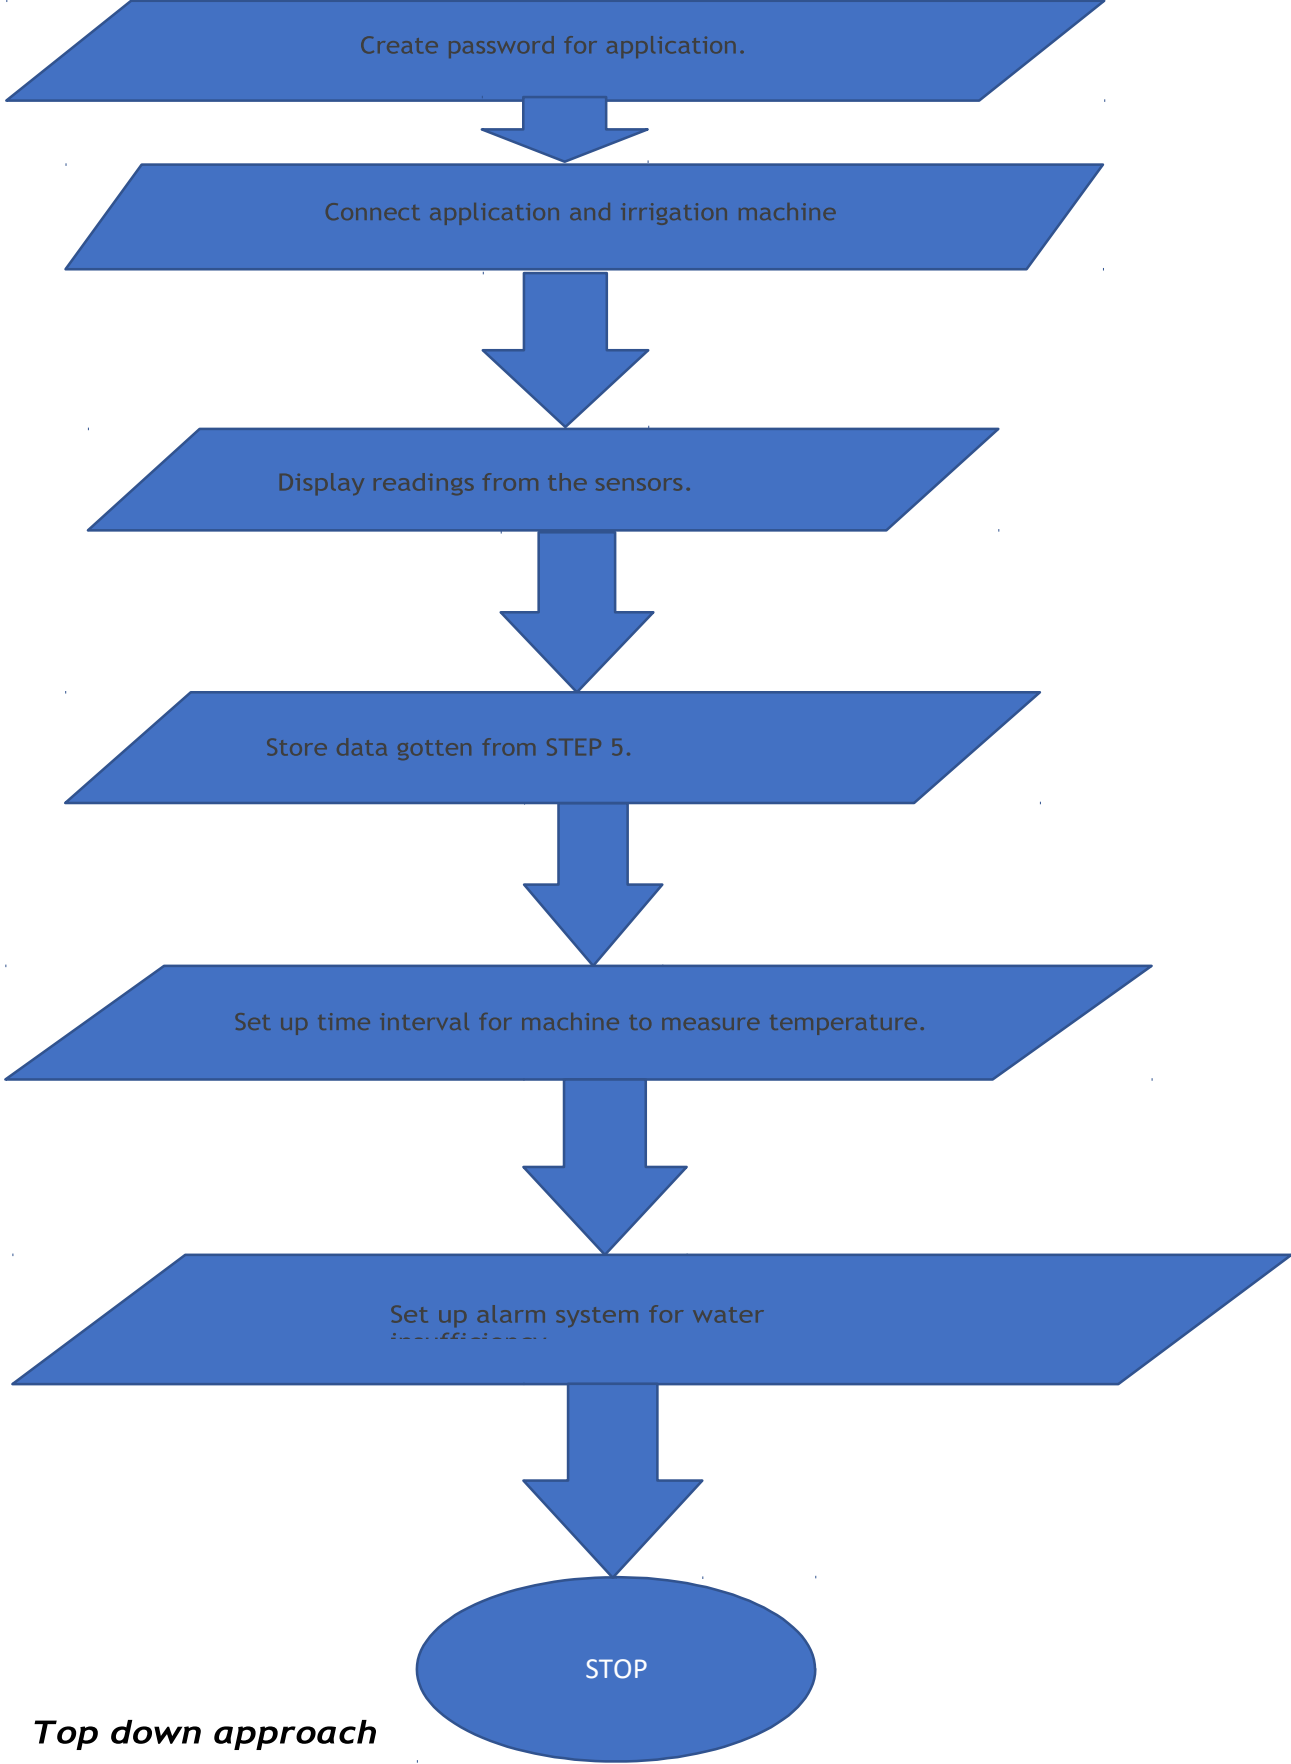 Create password for application.
Connect application and irrigation machine
Display readings from the sensors.
Store data gotten from STEP 5.
Set up time interval for machine to measure temperature.
Set up alarm system for water
STOP
Top down approach